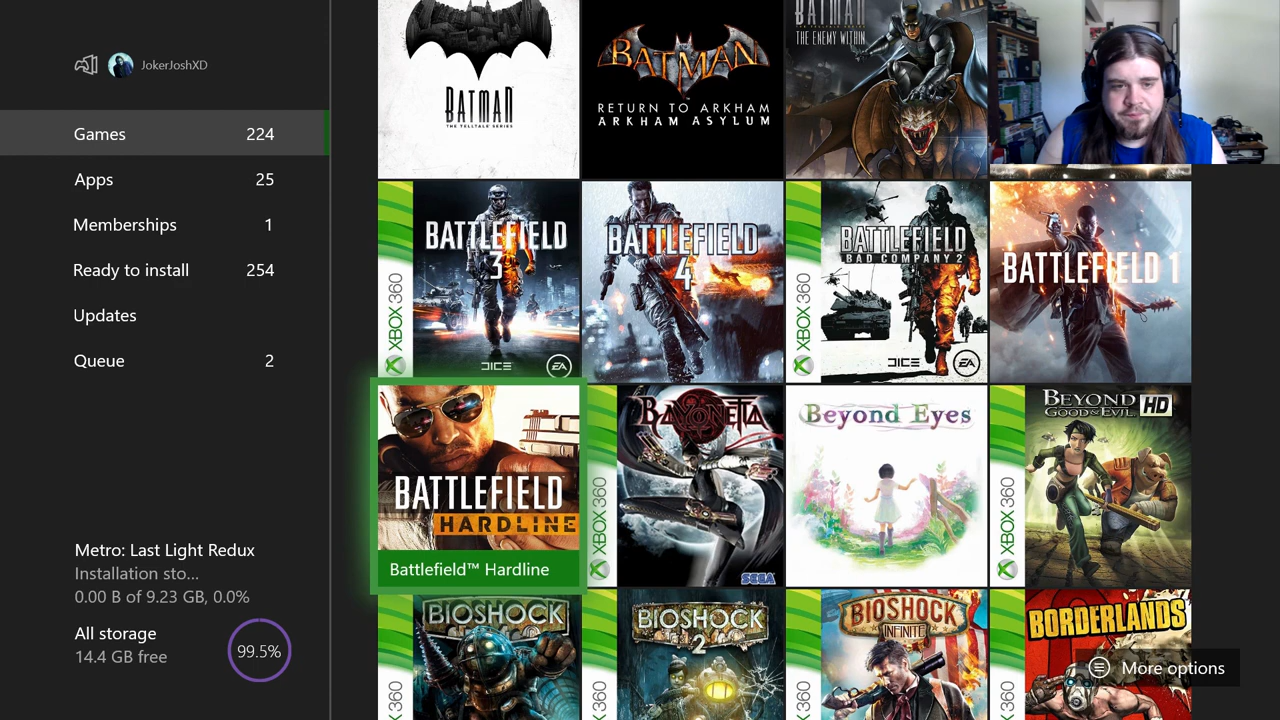 JokerJoshXD
Games 224
Apps 25
Memberships 1
Ready to install 254
Updates
Queue 2
Metro: Last Light Redux
Installation sto...
0.00 B of 9.23 GB, 0.0%
All storage
14.4 GB free
99.5%
BATMAN
THE TELLTALE SERIES
BATMAN
RETURN TO ARKHAM
ARKHAM ASYLUM
BATMAN
THE ENEMY WITHIN
XBOX 360
BATTLEFIELD
3
DICE
EA
BATTLEFIELD
4
XBOX 360
BATTLEFIELD
BAD COMPANY 2
DICE
EA
BATTLEFIELD 1
BATTLEFIELD
HARDLINE
Battlefield™ Hardline
XBOX 360
BAYONETTA
SEGA
Beyond Eyes
XBOX 360
BEYOND
GOOD & EVIL HD
360
BIOSHOCK
360
BIOSHOCK
2
360
BIOSHOCK
INFINITE
360
BORDERLANDS
More options